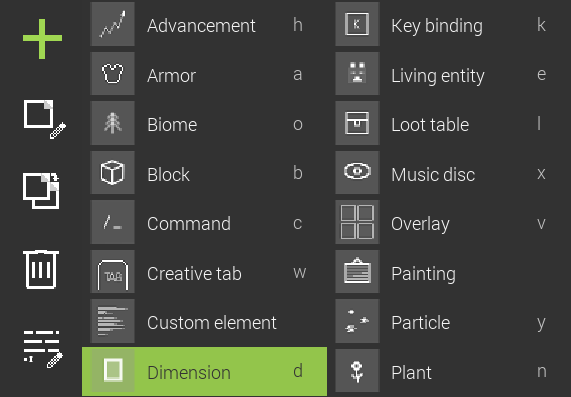 Advancement h
Armor a
Biome o
Block b
Command c
Creative tab w
Custom element
Dimension d
Key binding k
Living entity e
Loot table l
Music disc x
Overlay v
Painting
Particle y
Plant n
/_
TAB
K